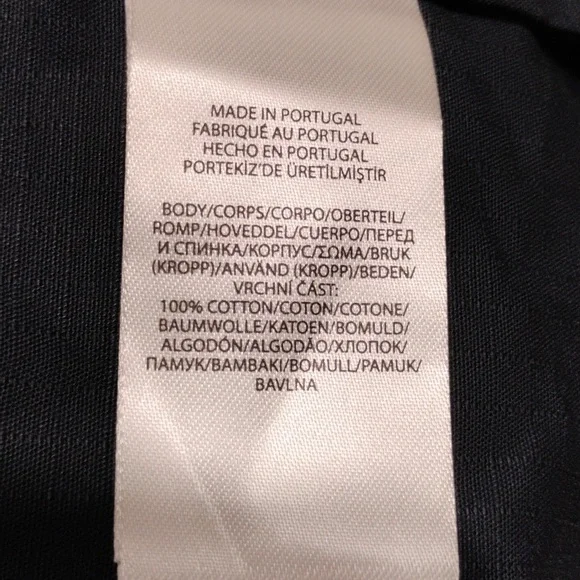 MADE IN PORTUGAL
FABRIQUÉ AU PORTUGAL
HECHO EN PORTUGAL
PORTEKİZ'DE ÜRETİLMİŞTİR
BODY/CORPS/CORPO/OBERTEIL/
ROMP/HOVEDDEL/CUERPO/ПЕРЕД
И СПИНКА/КОРПУС/ΣΩΜΑ/BRUK
(KROPP)/ANVÄND (KROPP)/BEDEN/
VRCHNÍ ČÁST:
100% COTTON/COTON/COTONE/
BAUMWOLLE/KATOEN/BOMULD/
ALGODÓN/ALGODÃO/ХЛОПОК/
ПАМУК/BAMBAKI/BOMULL/PAMUK/
BAVLNA